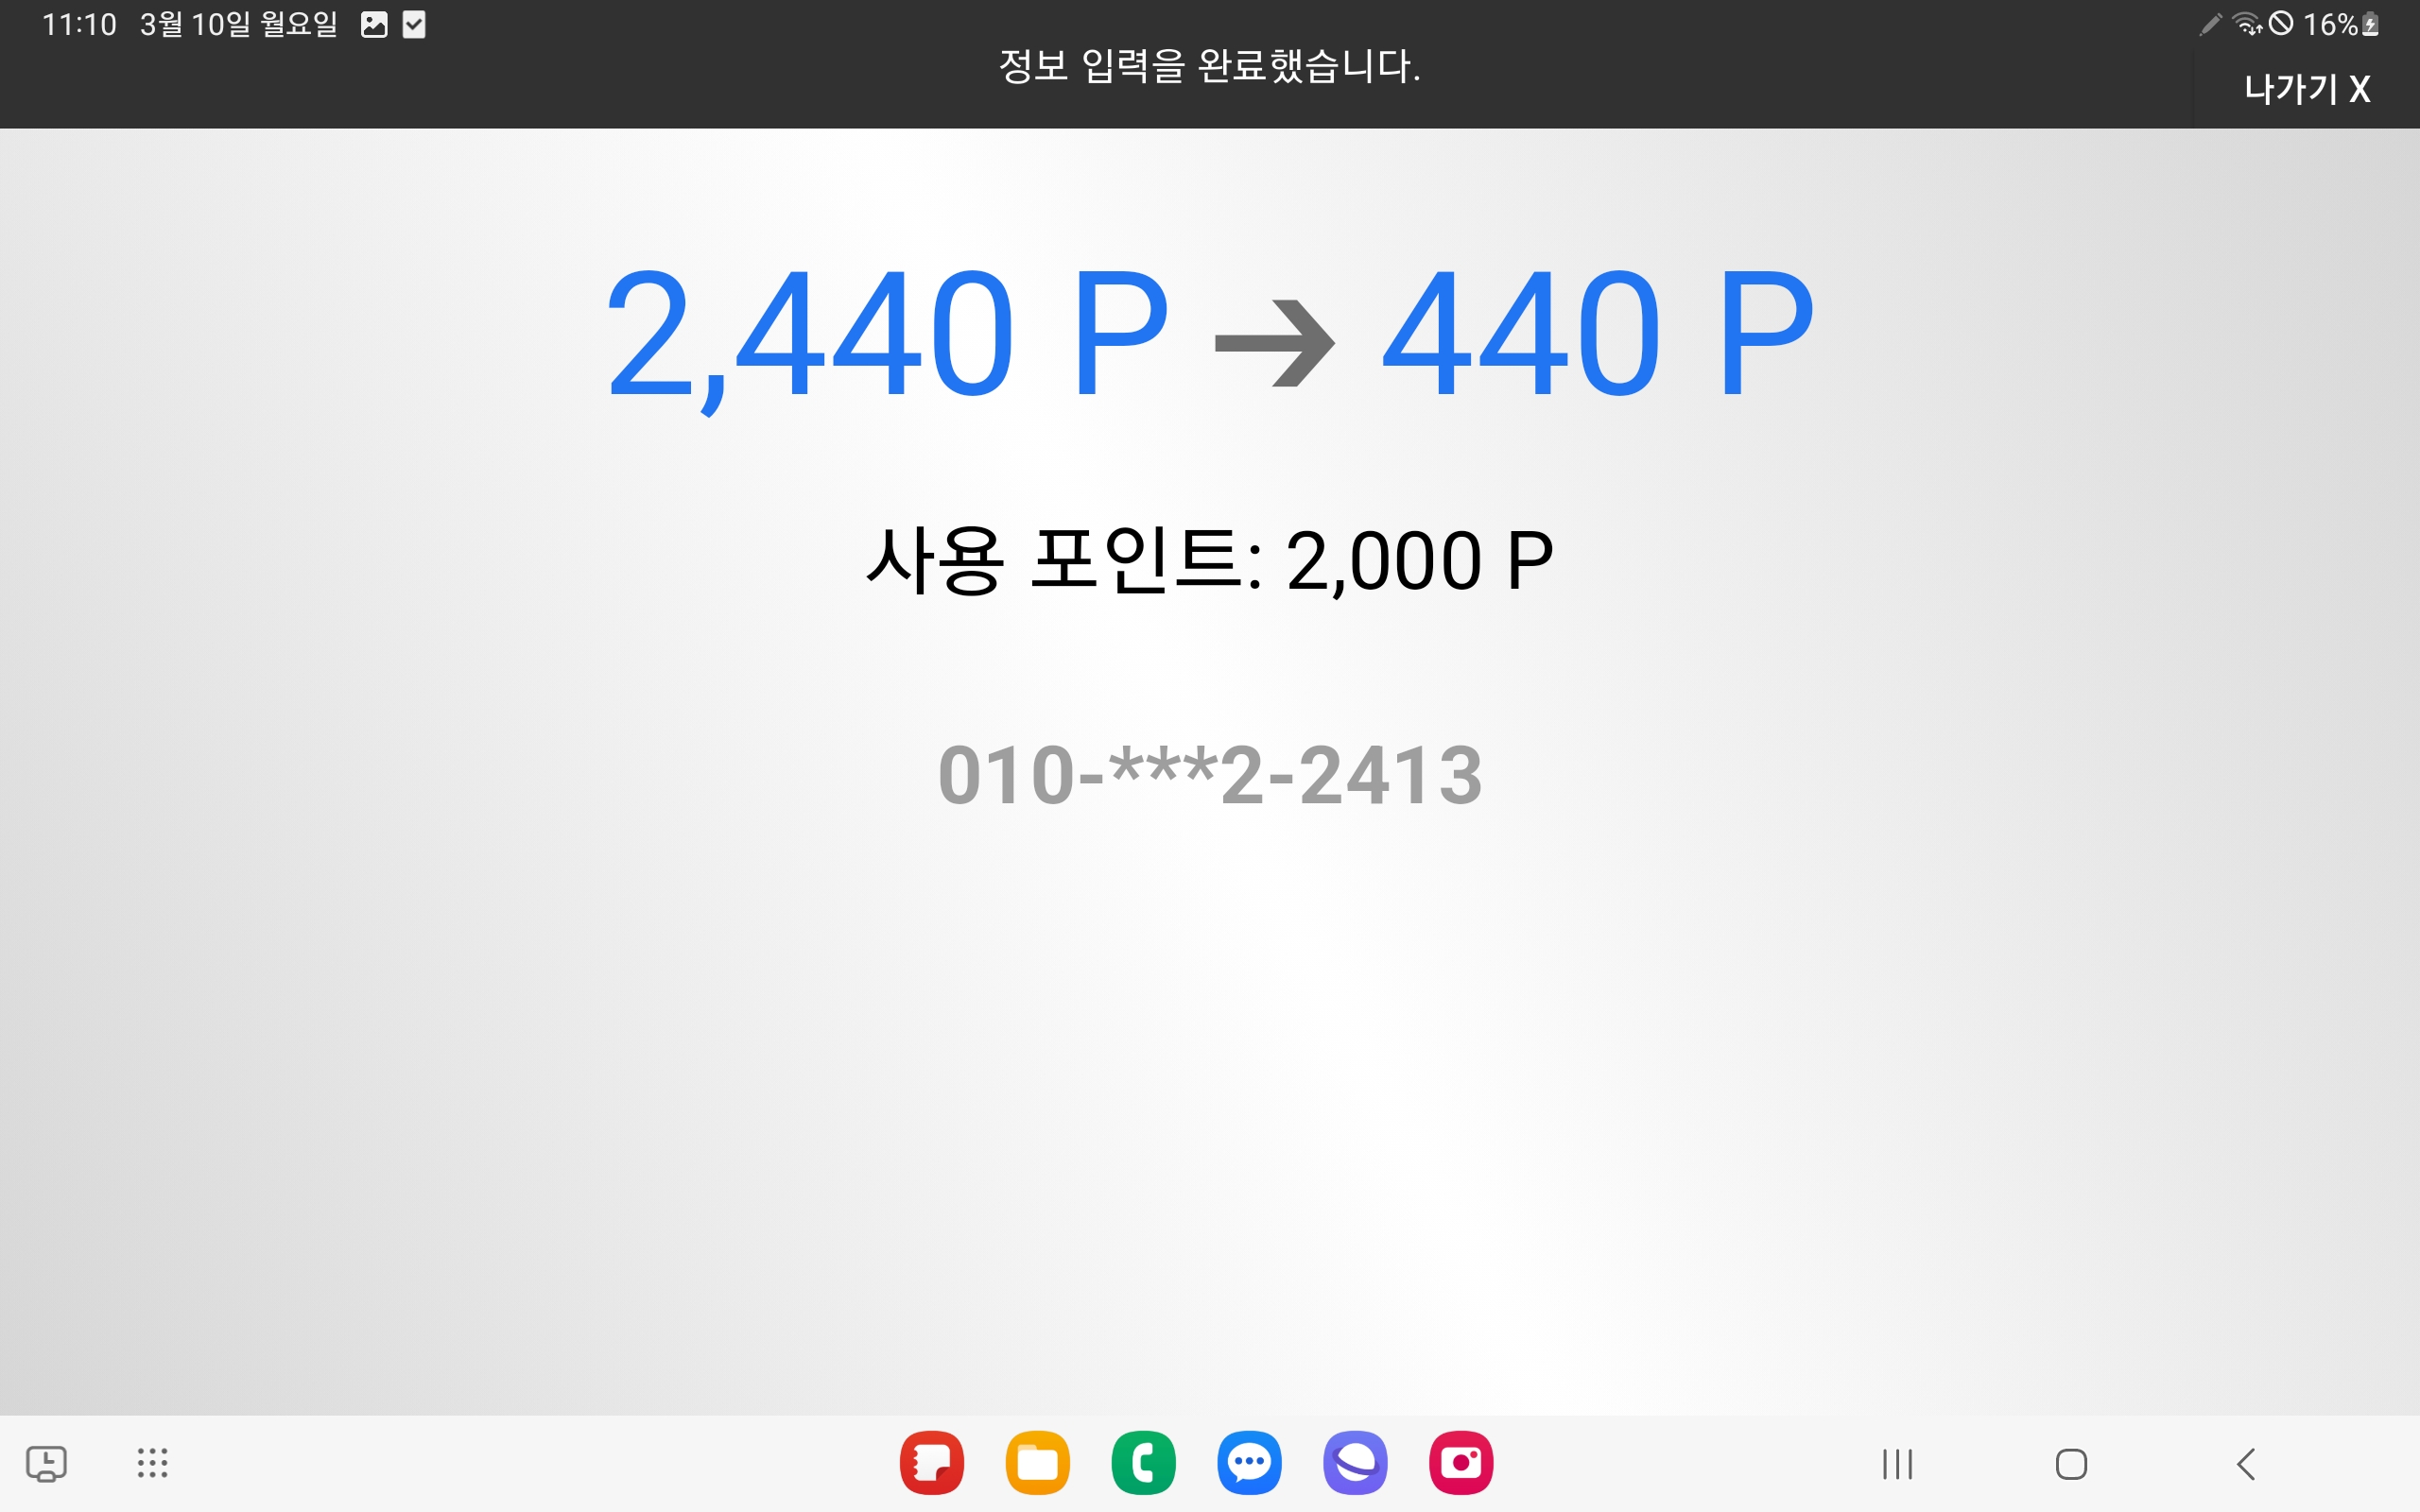 11:10 3월 10일 월요일 16%
정보 입력을 완료했습니다.
나가기 X
2,440 P → 440 P
사용 포인트: 2,000 P
010-***2-2413